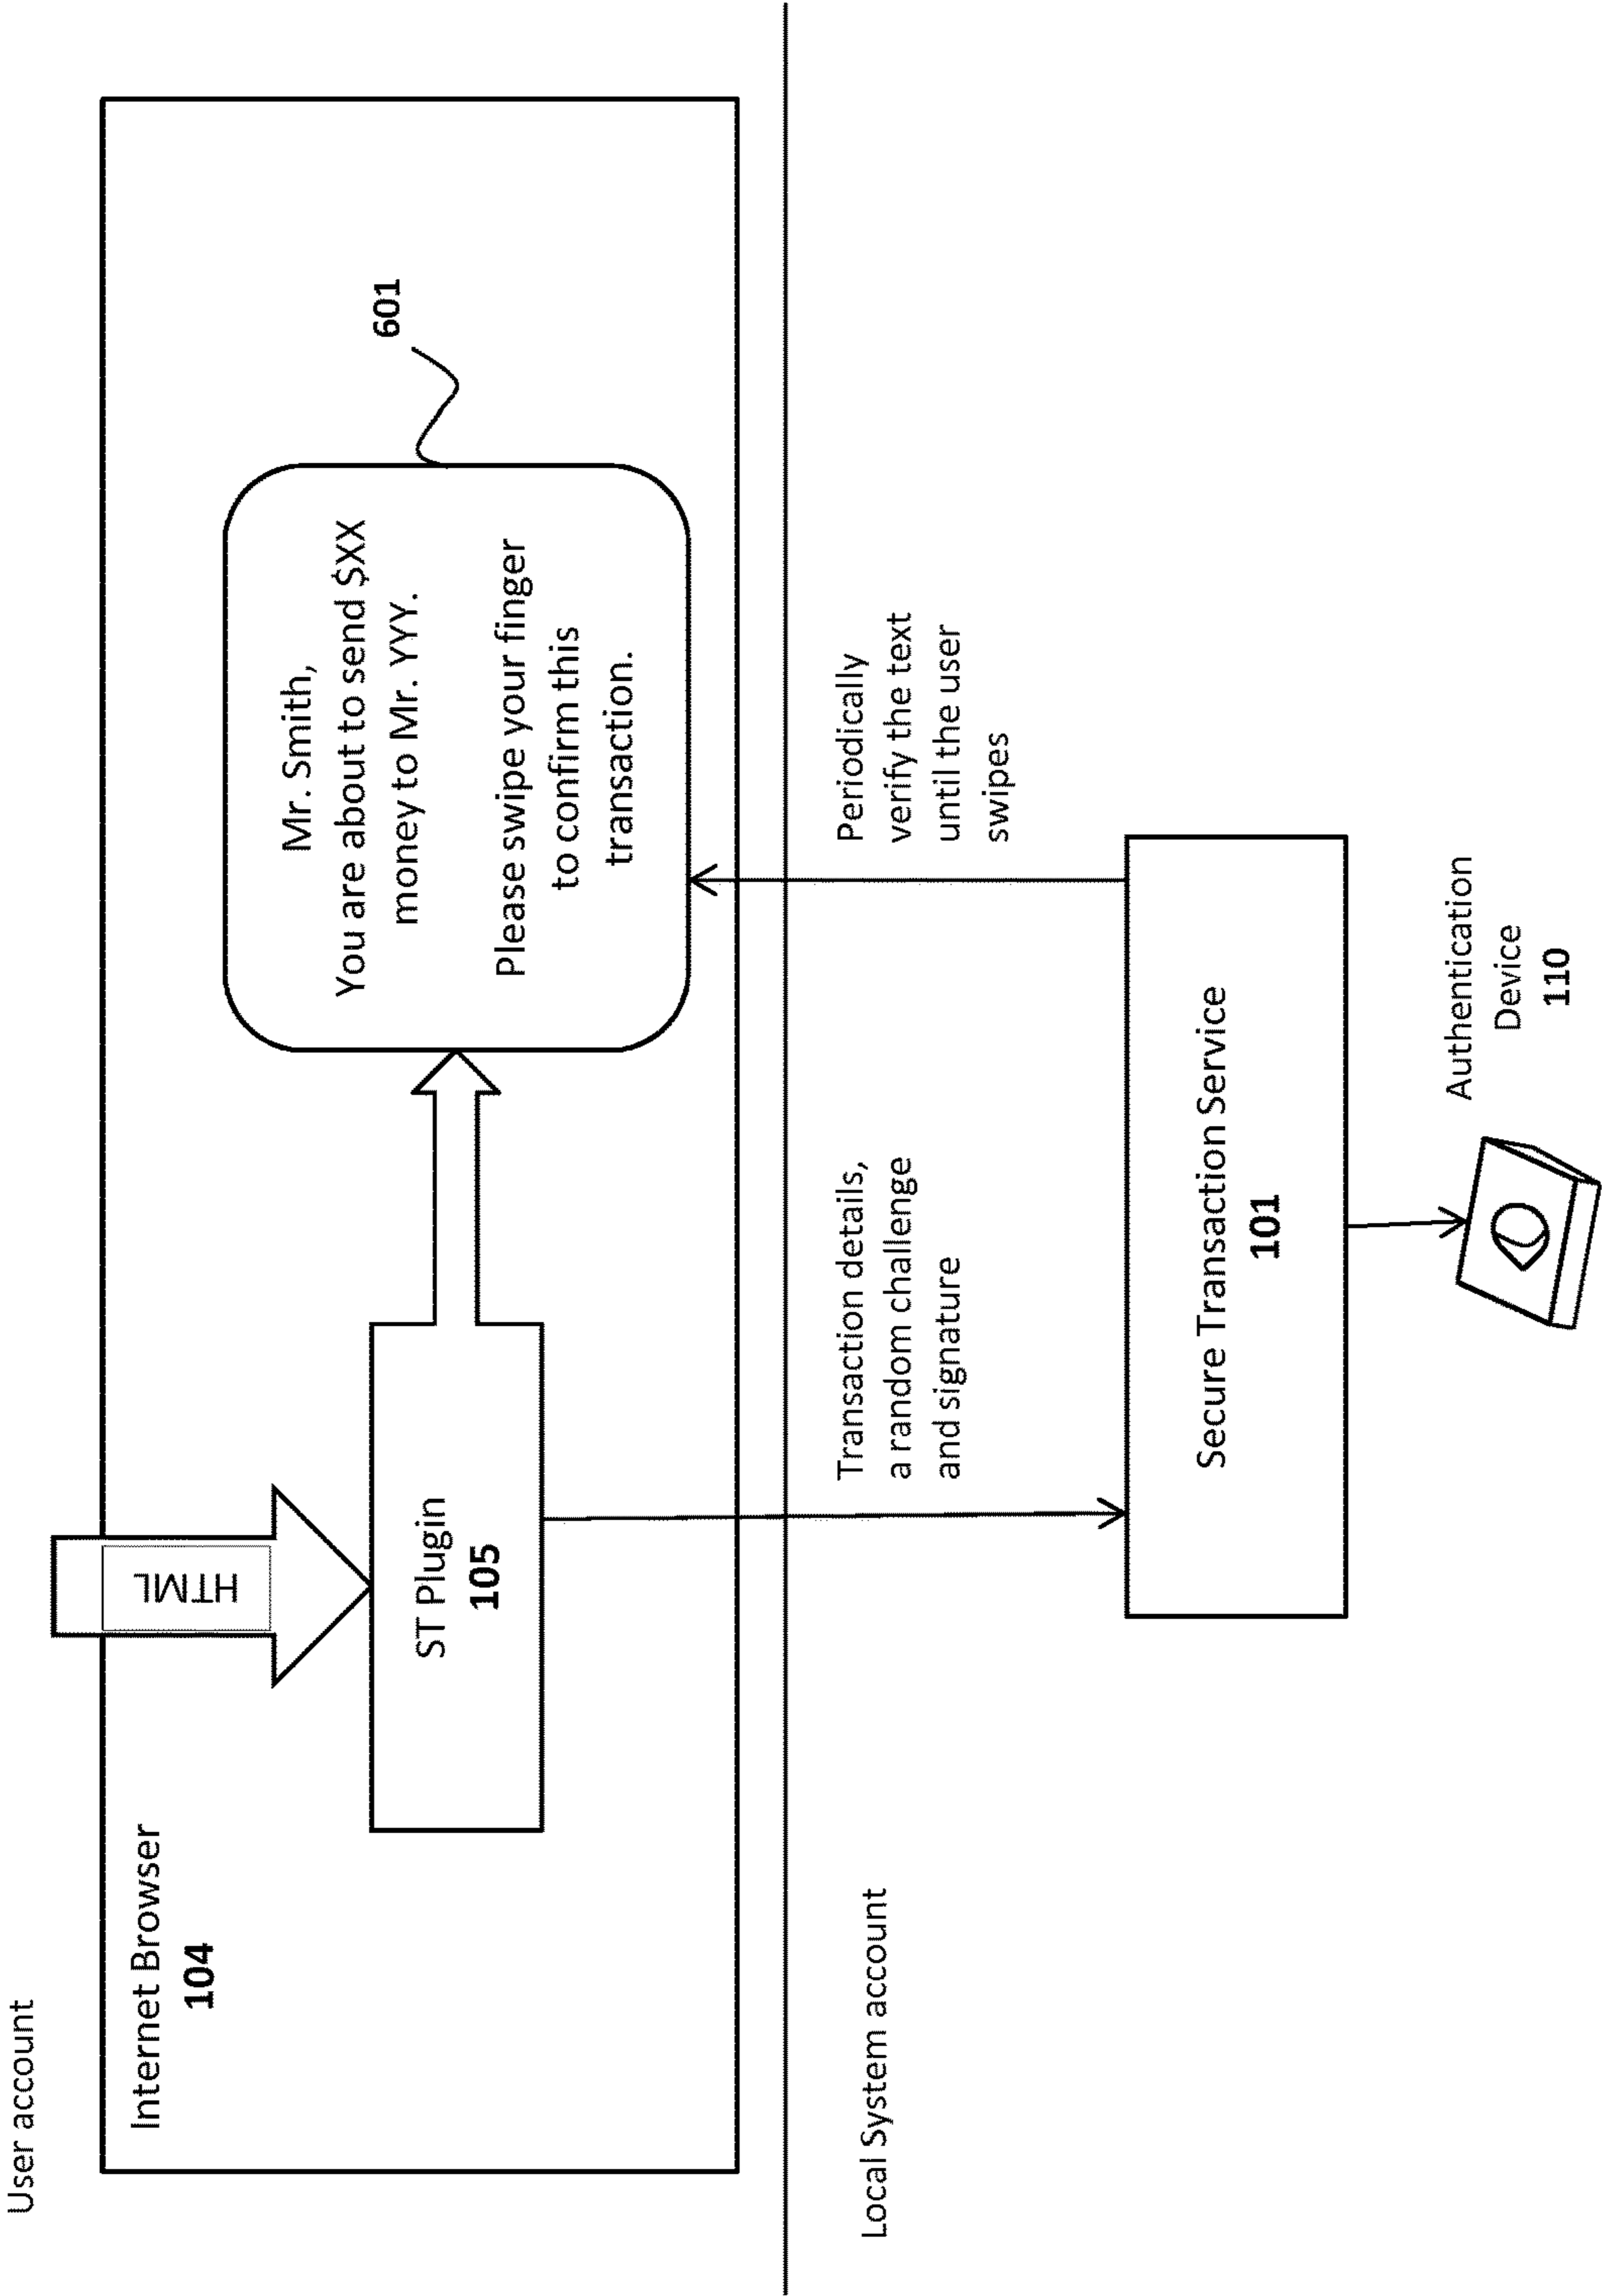 User account
Internet Browser
104
HTML
ST Plugin
105
Mr. Smith,
You are about to send $XX
money to Mr. YYY.
Please swipe your finger
to confirm this
transaction.
601
Local System account
Transaction details,
a random challenge
and signature
Periodically
verify the text
until the user
swipes
Secure Transaction Service
101
Authentication
Device
110